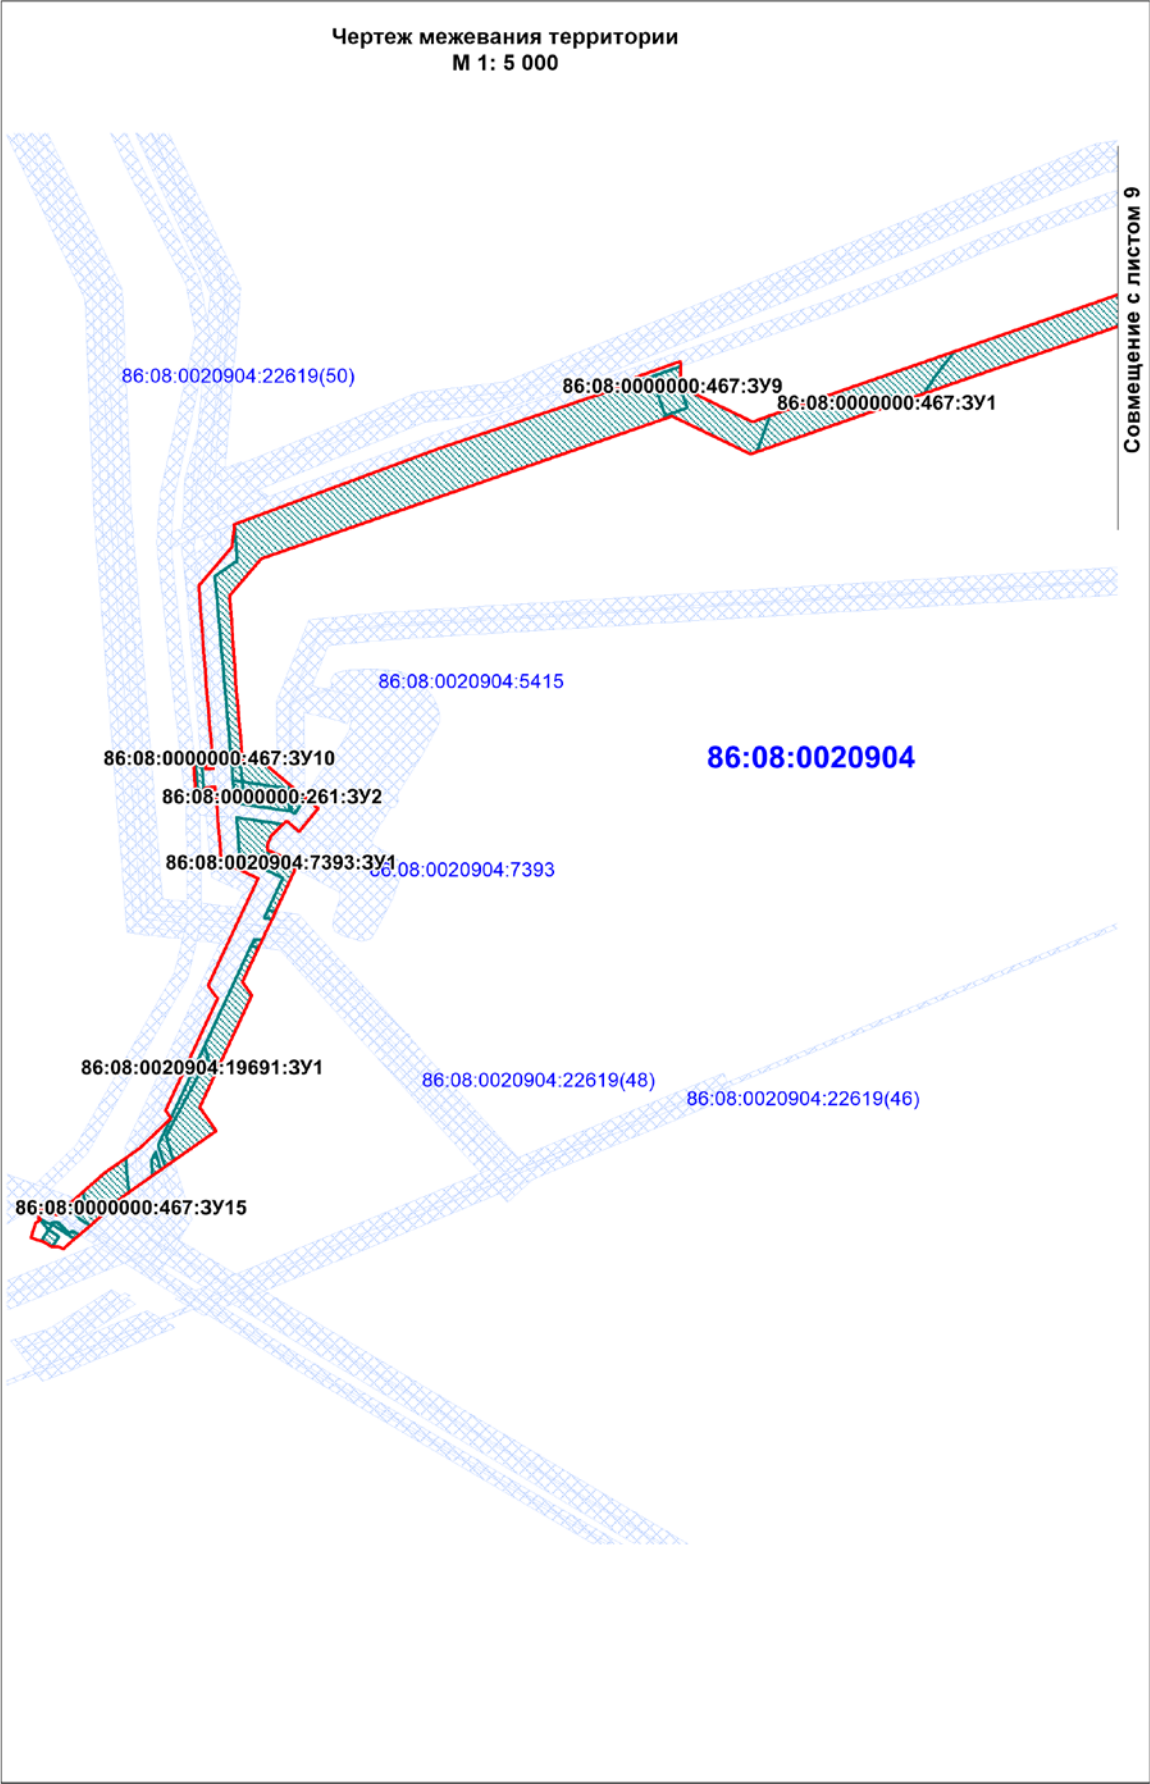 Чертеж межевания территории
М 1: 5 000
Совмещение с листом 9
86:08:0020904:22619(50)
86:08:0000000:467:ЗУ9
86:08:0000000:467:ЗУ1
86:08:0020904:5415
86:08:0000000:467:ЗУ10
86:08:0020904
86:08:0000000:261:ЗУ2
86:08:0020904:7393:ЗУ1
86:08:0020904:7393
86:08:0020904:19691:ЗУ1
86:08:0020904:22619(48)
86:08:0020904:22619(46)
86:08:0000000:467:ЗУ15